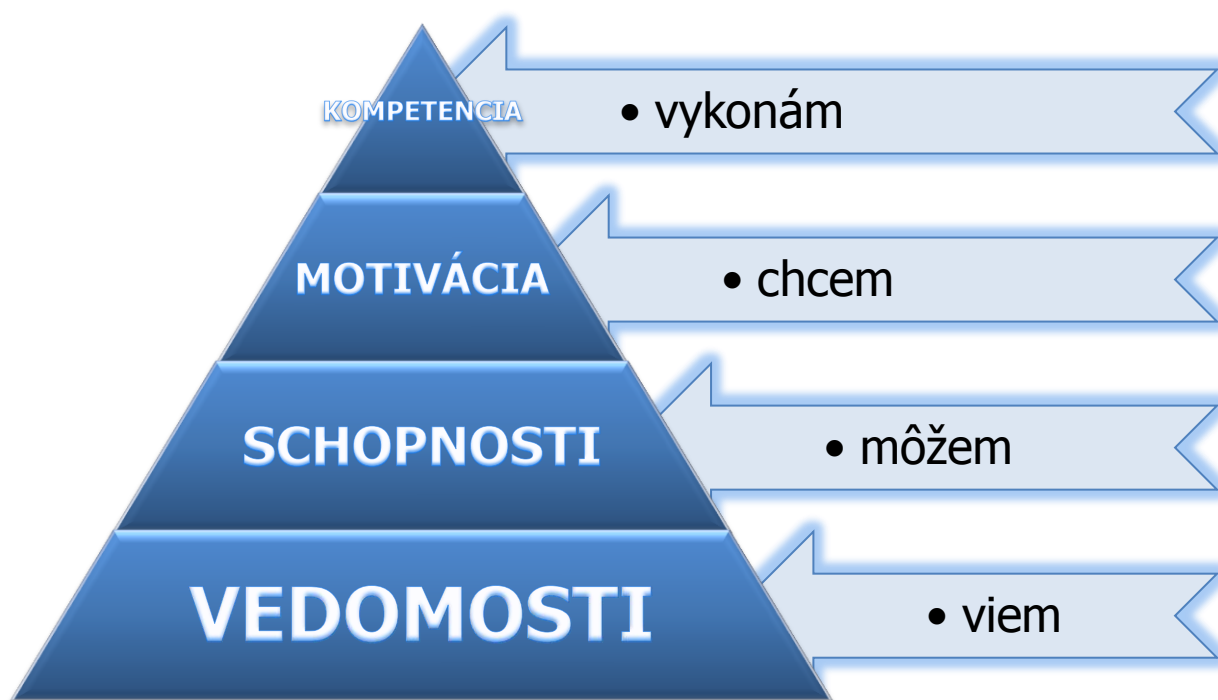 KOMPETENCIA
• vykonám
MOTIVÁCIA
• chcem
SCHOPNOSTI
• môžem
VEDOMOSTI
• viem